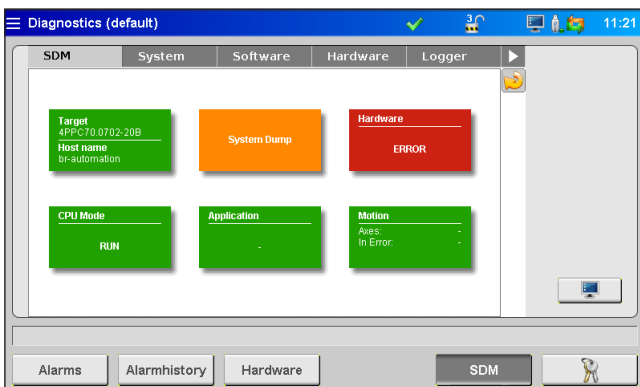 Diagnostics (default)
3
11:21
SDM
System
Software
Hardware
Logger
Target
4PPC70.0702-20B
Host name
br-automation
System Dump
Hardware
ERROR
CPU Mode
RUN
Application
-
Motion
Axes: -
In Error: -
Alarms
Alarmhistory
Hardware
SDM